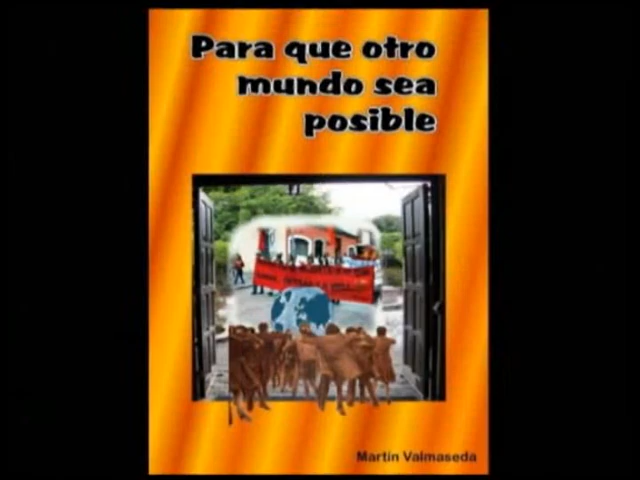 Para que otro
mundo sea
posible
Martín Valmaseda